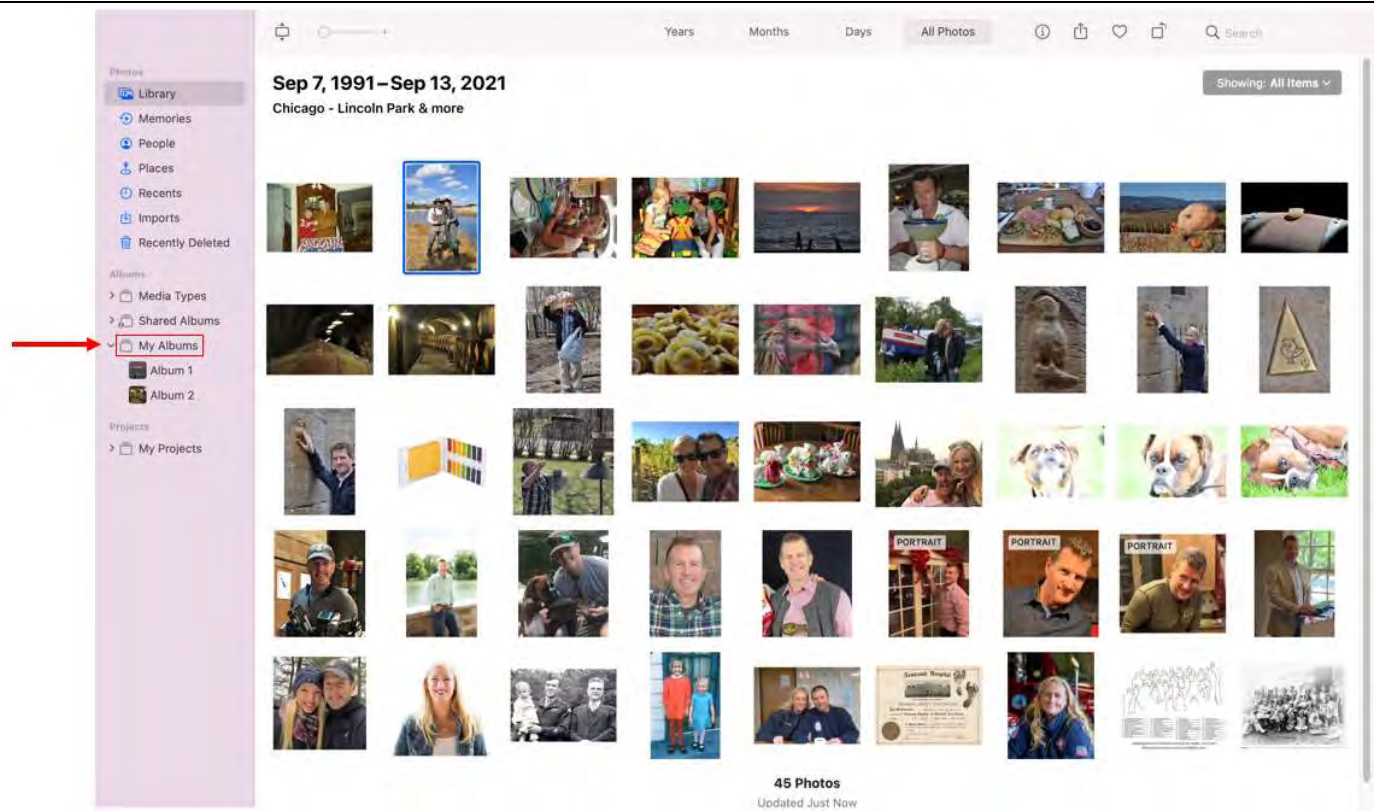 Years
Months
Days
All Photos
Search
Photos
Library
Memories
People
Places
Recents
Imports
Recently Deleted
Albums
Media Types
Shared Albums
My Albums
Album 1
Album 2
Projects
My Projects
Sep 7, 1991–Sep 13, 2021
Chicago - Lincoln Park & more
Showing: All Items
PORTRAIT
PORTRAIT
PORTRAIT
45 Photos
Updated Just Now